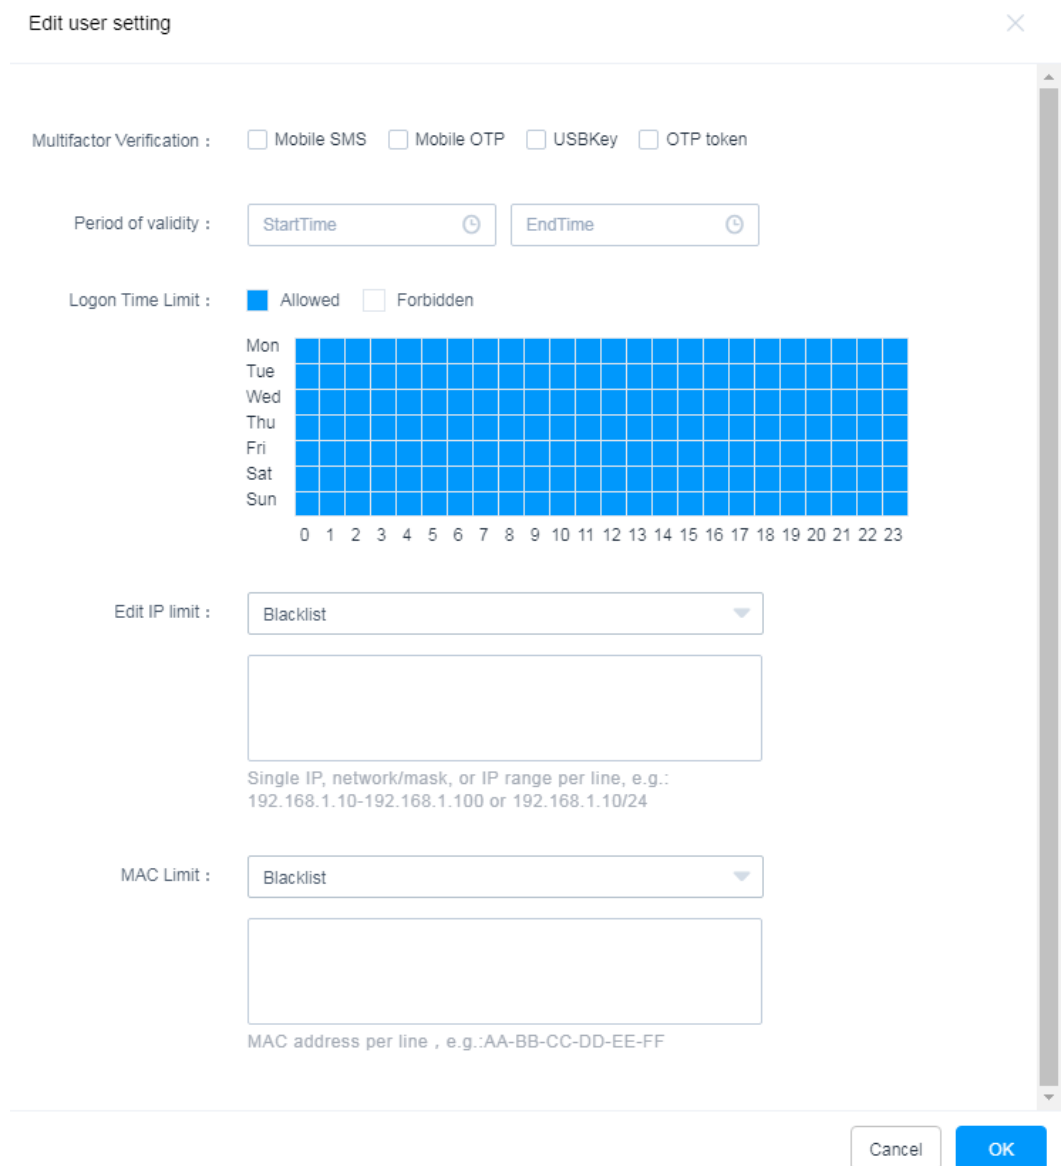 Edit user setting
Multifactor Verification : Mobile SMS Mobile OTP USBKey OTP token
Period of validity : StartTime EndTime
Logon Time Limit : Allowed Forbidden
Mon
Tue
Wed
Thu
Fri
Sat
Sun
0 1 2 3 4 5 6 7 8 9 10 11 12 13 14 15 16 17 18 19 20 21 22 23
Edit IP limit : Blacklist
Single IP, network/mask, or IP range per line, e.g.:
192.168.1.10-192.168.1.100 or 192.168.1.10/24
MAC Limit : Blacklist
MAC address per line , e.g.:AA-BB-CC-DD-EE-FF
Cancel OK